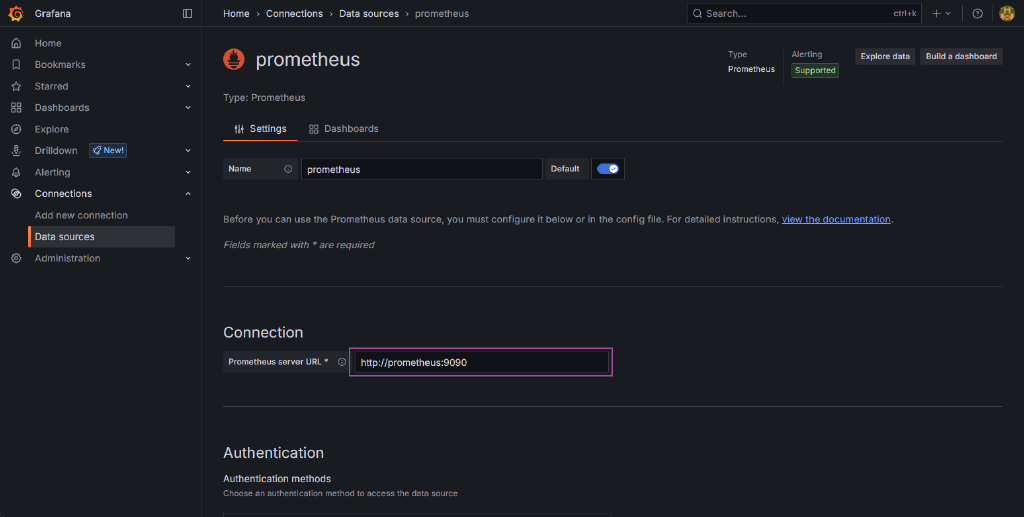 Grafana
Home › Connections › Data sources › prometheus
Search...
ctrl+k
Home
Bookmarks
Starred
Dashboards
Explore
Drilldown New!
Alerting
Connections
Add new connection
Data sources
Administration
prometheus
Type
Prometheus
Alerting
Supported
Explore data
Build a dashboard
Type: Prometheus
Settings
Dashboards
Name
prometheus
Default
Before you can use the Prometheus data source, you must configure it below or in the config file. For detailed instructions, view the documentation.
Fields marked with * are required
Connection
Prometheus server URL *
http://prometheus:9090
Authentication
Authentication methods
Choose an authentication method to access the data source